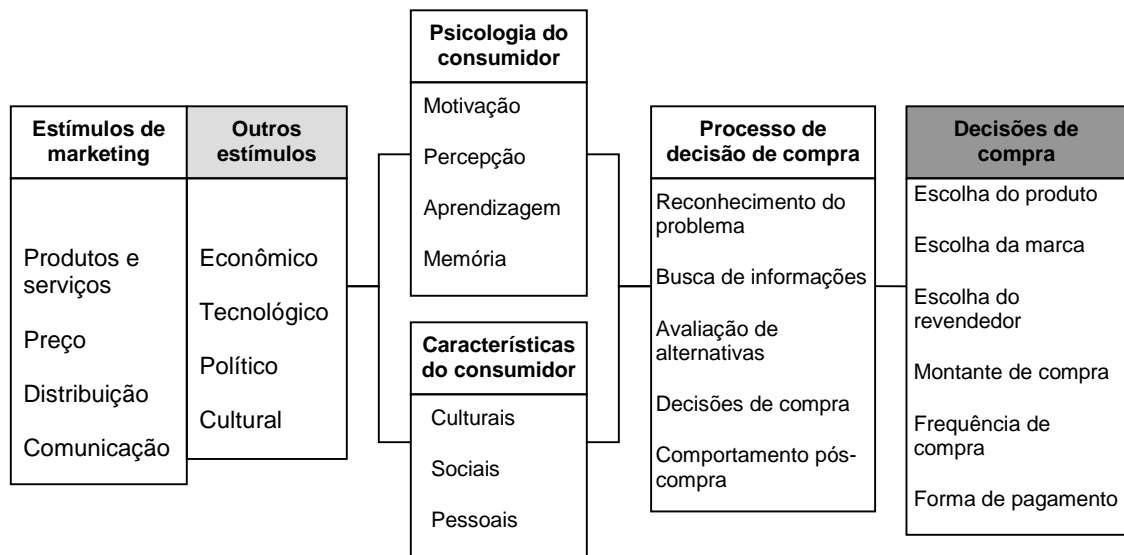 Estímulos de
marketing
Produtos e
serviços
Preço
Distribuição
Comunicação
Outros
estímulos
Econômico
Tecnológico
Político
Cultural
Psicologia do
consumidor
Motivação
Percepção
Aprendizagem
Memória
Características
do consumidor
Culturais
Sociais
Pessoais
Processo de
decisão de compra
Reconhecimento do
problema
Busca de informações
Avaliação de
alternativas
Decisões de compra
Comportamento pós-
compra
Decisões de
compra
Escolha do produto
Escolha da marca
Escolha do
revendedor
Montante de compra
Frequência de
compra
Forma de pagamento